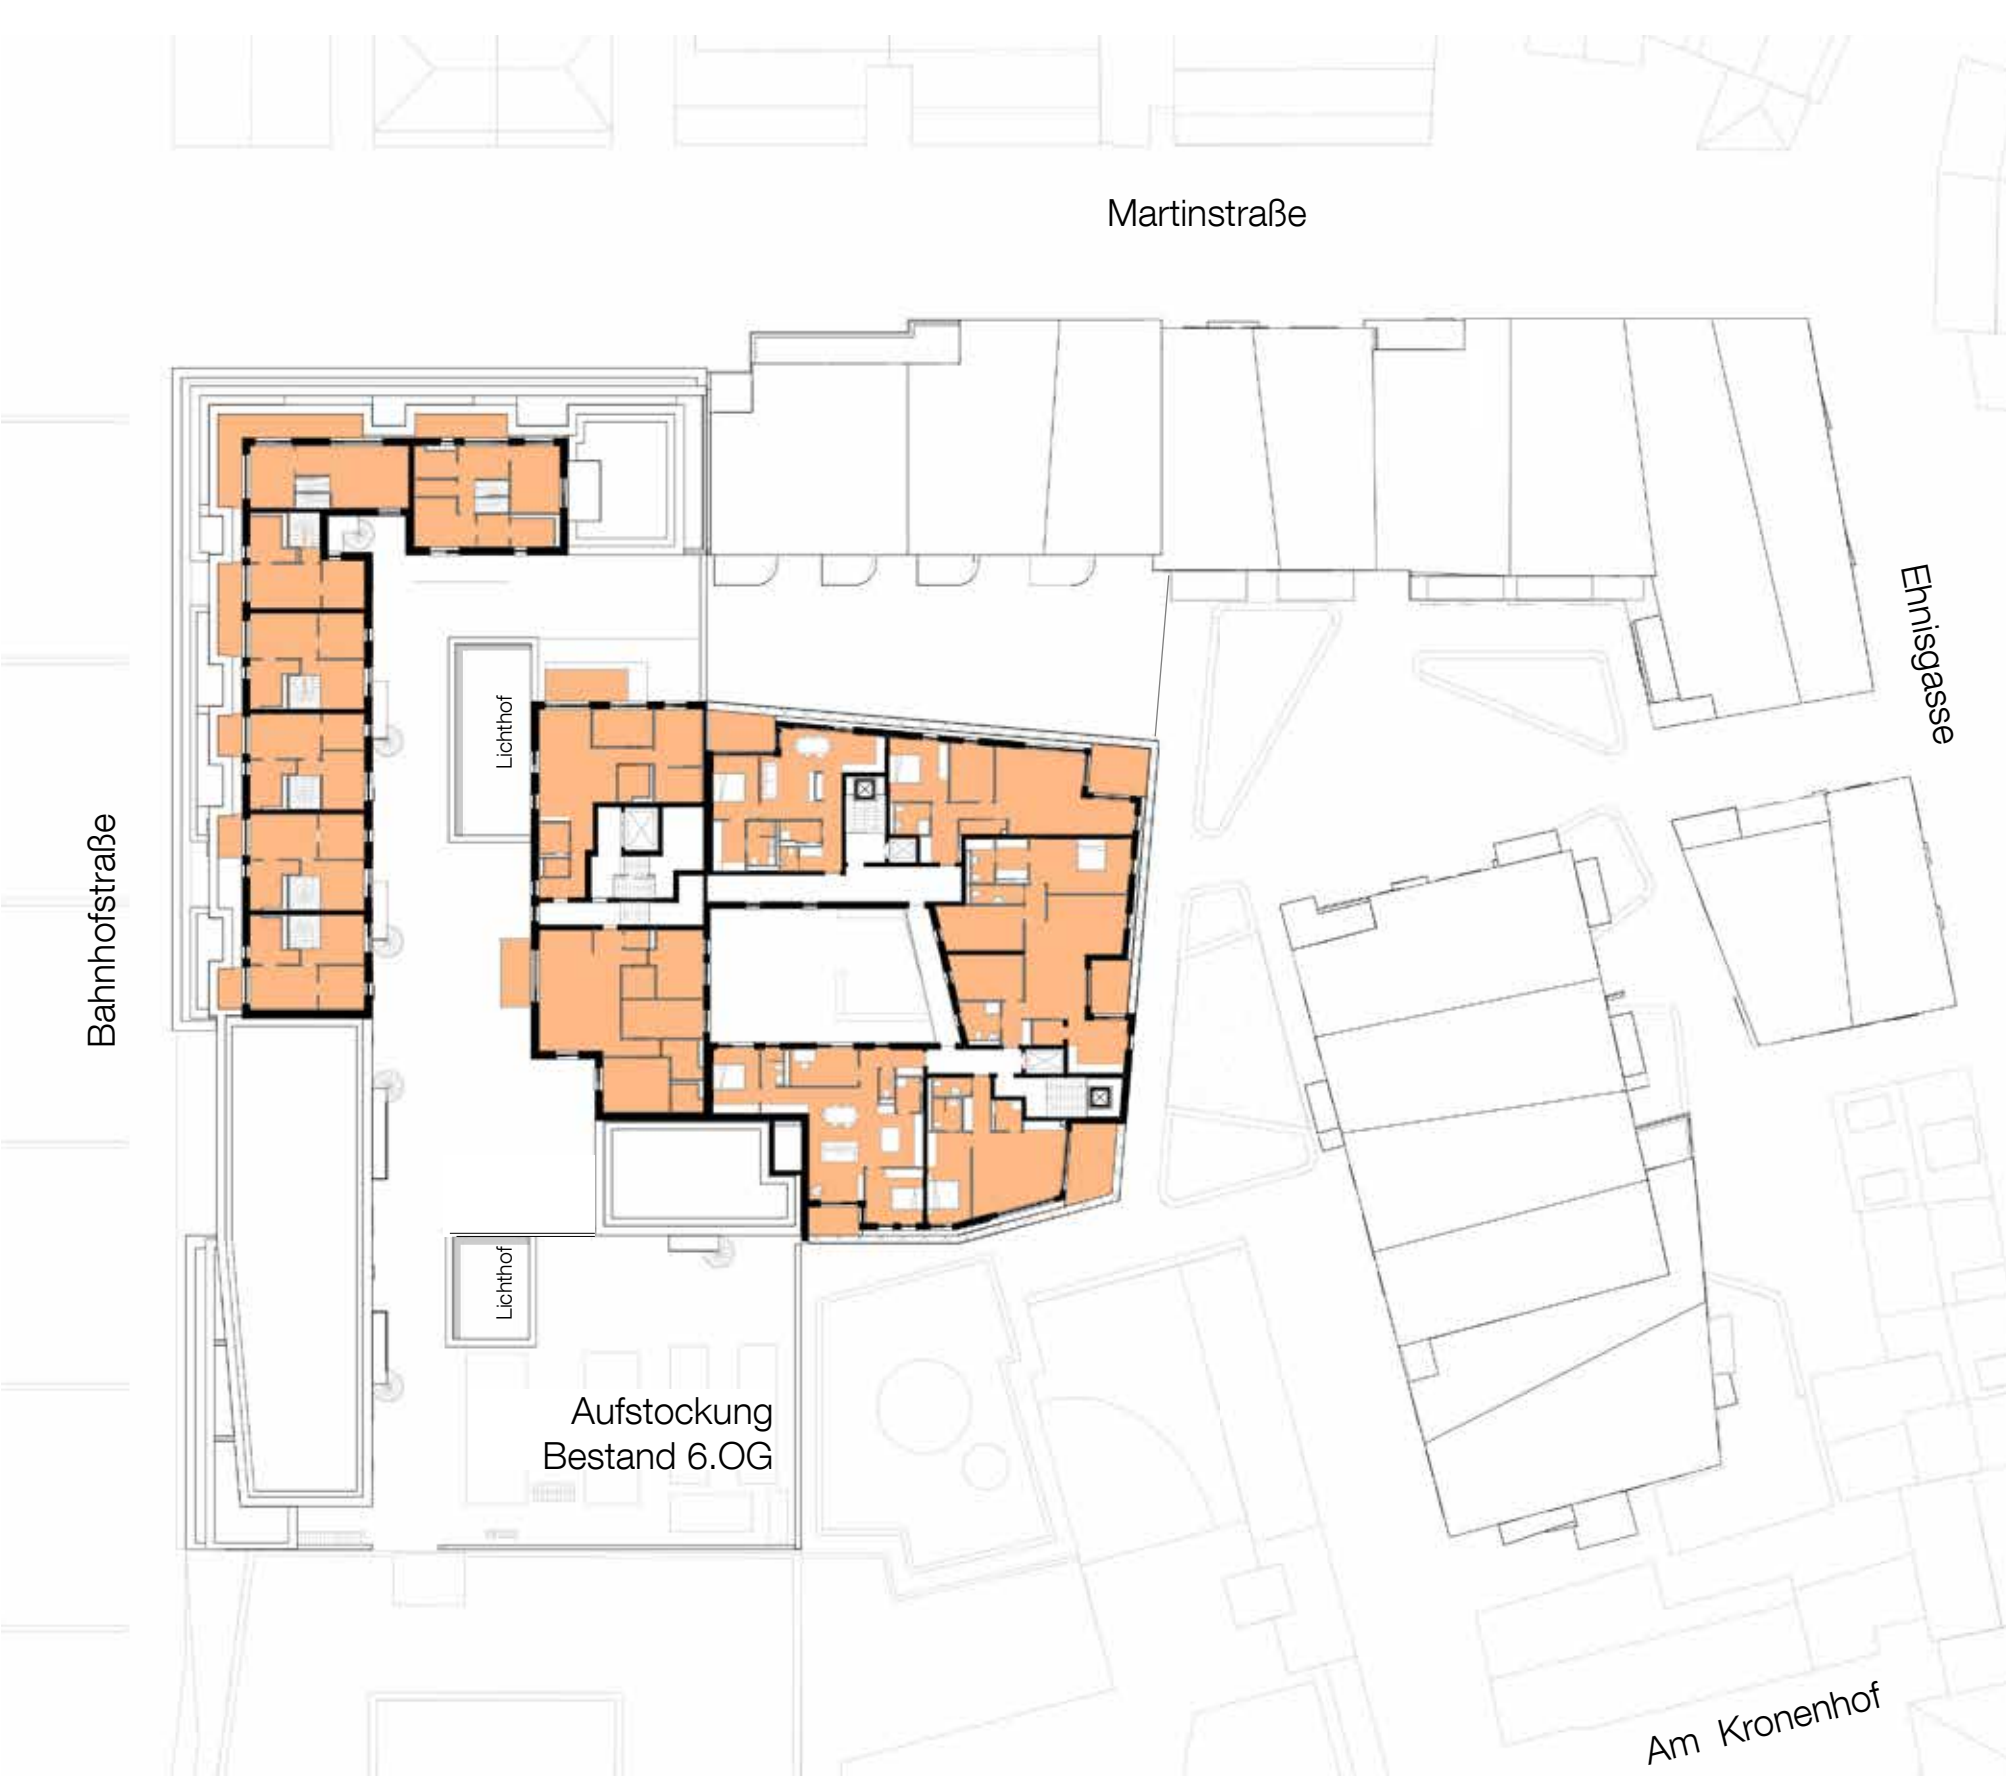 Martinstraße
Ehnisgasse
Lichthof
Bahnhofstraße
Lichthof
Aufstockung
Bestand 6.OG
Am Kronenhof